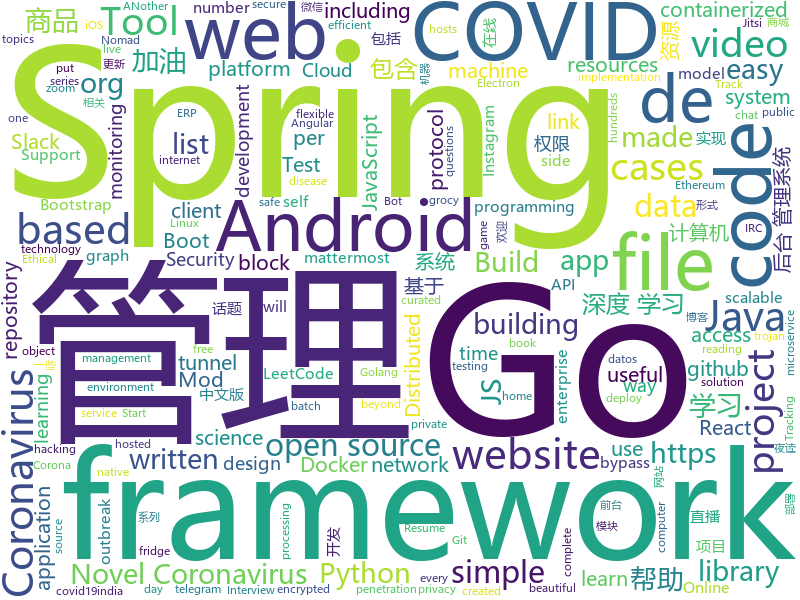 Spring
管理
Go
framework
COVID
web
Android
file
code
de
website
video
Tool
商品
加油
org
list
based
platform
Cloud
including
number
secure
hosts
topics
ANother
iOS
Nomad
微信
更新
live
one
put
series
相关
zoom
ERP
Electron
model
Track
机器
在线
资源
包括
商城
Jitsi
包含
machine
resources
easy
containerized
monitoring
Slack
Support
per
Test
development
JavaScript
protocol
Instagram
link
made
cases
权限
实现
system
hundreds
data
public
chat
questions
implementation
后台 管理系统
Angular
flexible
internet
disease
side
programming
Ethereum
self
Bootstrap
client
telegram
safe
Bot
grocy
欢迎
game
Linux
graph
Boot
Security
block
mattermost
系统
Build
app
计算机
形式
IRC
repository
technology
Ethical
object
一些
tunnel
Mod
话题
will
基于
API
深度 学习
scalable
Java
Coronavirus
application
learning
management
environment
中文版
LeetCode
free
curated
building
time
useful
access
github
reading
博客
trojan
microservice
service
Start
batch
Golang
beyond
testing
book
way
solution
deploy
Distributed
enterprise
React
project
science
open source
JS
学习
hosted
home
private
efficient
hacking
written
design
Docker
network
use
https
bypass
source
outbreak
Corona
native
Novel Coronavirus
Python
simple
library
夜迹
系列
processing
fridge
Resume
Git
every
computer
privacy
covid19india
day
telegram
Interview
encrypted
created
beautiful
complete
penetration
Online
learn
帮助
开发
网站
模块
前台
项目
直播
部署
datos
Tracking